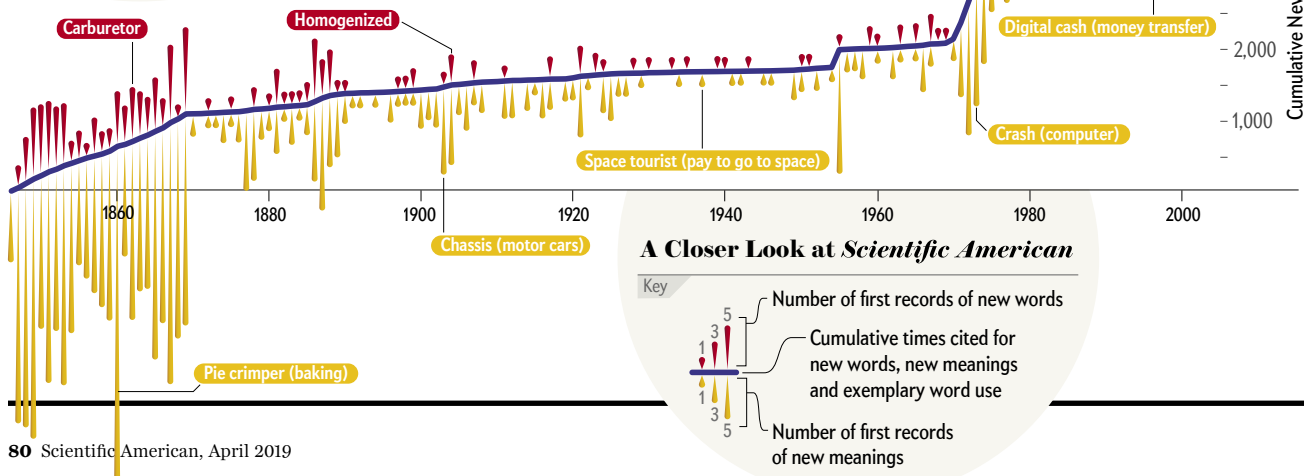 Carburetor
Homogenized
Digital cash (money transfer)
2,000
Cumulative New
1,000
Crash (computer)
Space tourist (pay to go to space)
1860
1880
1900
1920
1940
1960
1980
2000
Chassis (motor cars)
A Closer Look at Scientific American
Key
Number of first records of new words
5
3
1
Cumulative times cited for
new words, new meanings
and exemplary word use
1
3
5
Number of first records
of new meanings
Pie crimper (baking)
80 Scientific American, April 2019